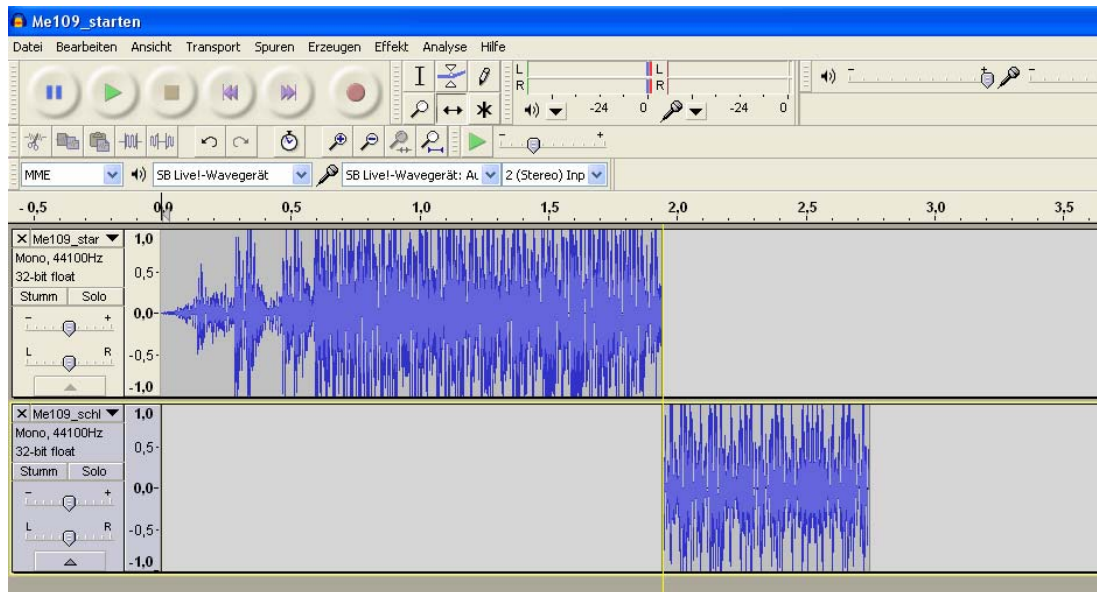 Me109_starten
Datei Bearbeiten Ansicht Transport Spuren Erzeugen Effekt Analyse Hilfe
L
R
-24 0
L
R
-24 0
- +
MME
SB Live!-Wavegerät
SB Live!-Wavegerät: Au
2 (Stereo) Inp
- 0,5 0,0 0,5 1,0 1,5 2,0 2,5 3,0 3,5
Me109_star
Mono, 44100Hz
32-bit float
Stumm Solo
- +
L R
1,0
0,5-
0,0-
-0,5-
-1,0
Me109_schl
Mono, 44100Hz
32-bit float
Stumm Solo
- +
L R
1,0
0,5-
0,0-
-0,5-
-1,0